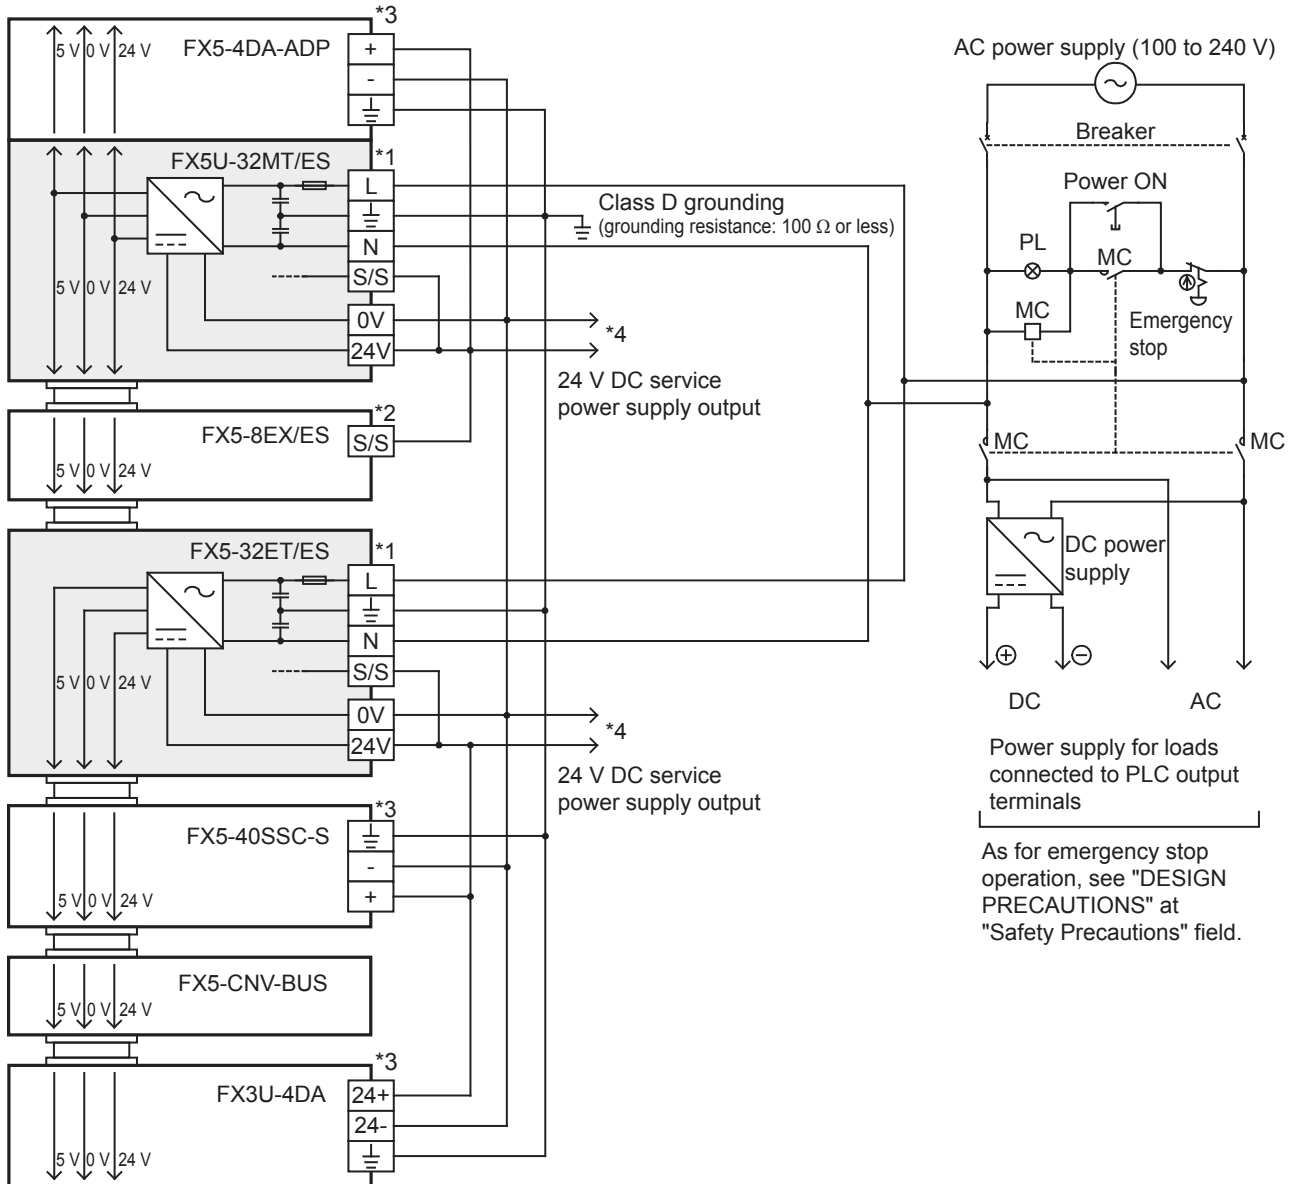 *3
FX5-4DA-ADP
5 V 0 V 24 V
+
-
FX5U-32MT/ES
*1
L
N
S/S
0V
24V
5 V 0 V 24 V
Class D grounding
(grounding resistance: 100 Ω or less)
*4
24 V DC service
power supply output
FX5-8EX/ES
*2
S/S
5 V 0 V 24 V
FX5-32ET/ES
*1
L
N
S/S
0V
24V
5 V 0 V 24 V
*4
24 V DC service
power supply output
FX5-40SSC-S
*3
-
+
5 V 0 V 24 V
FX5-CNV-BUS
5 V 0 V 24 V
FX3U-4DA
*3
24+
24-
5 V 0 V 24 V
AC power supply (100 to 240 V)
Breaker
Power ON
PL
MC
MC
Emergency
stop
MC
MC
DC power
supply
+
-
DC
AC
Power supply for loads
connected to PLC output
terminals
As for emergency stop
operation, see "DESIGN
PRECAUTIONS" at
"Safety Precautions" field.